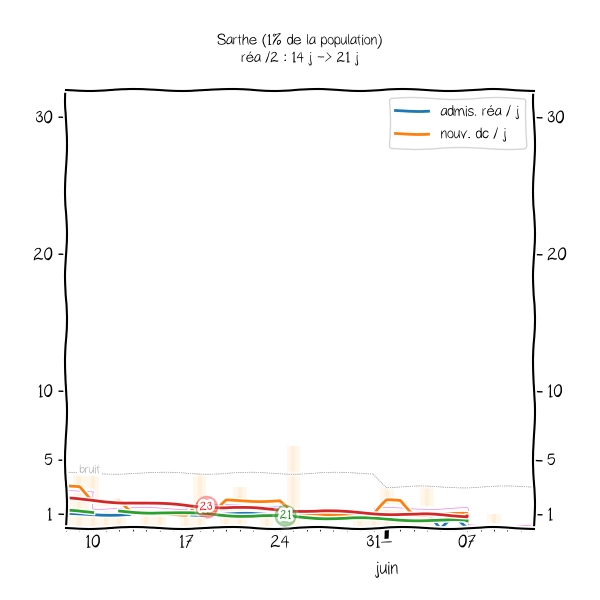 Sarthe (1% de la population)
réa /2 : 14 j -> 21 j
admis. réa / j
nouv. dc / j
30
30
20
20
10
10
5
5
bruit
23
21
1
1
10
17
24
31
07
juin